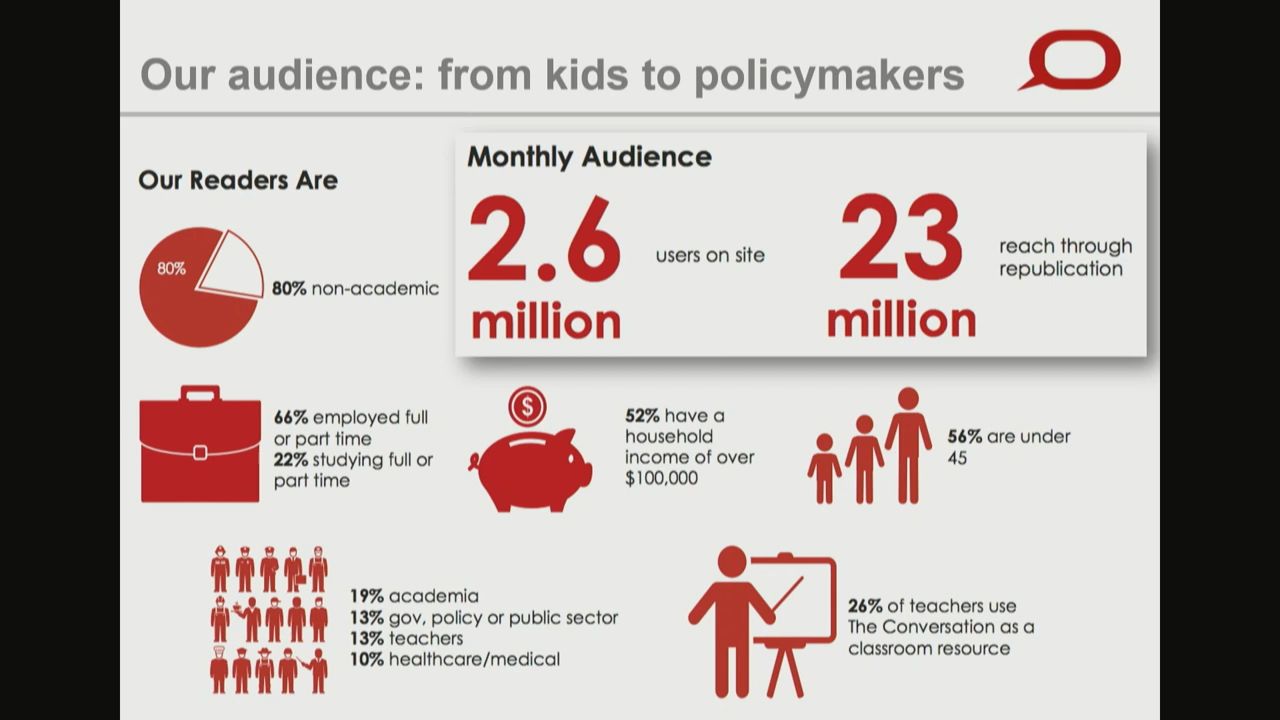 Our audience: from kids to policymakers
Our Readers Are
80%
80% non-academic
Monthly Audience
2.6
million
users on site
23
million
reach through
republication
66% employed full
or part time
22% studying full or
part time
$
52% have a
household
income of over
$100,000
56% are under
45
19% academia
13% gov, policy or public sector
13% teachers
10% healthcare/medical
26% of teachers use
The Conversation as a
classroom resource